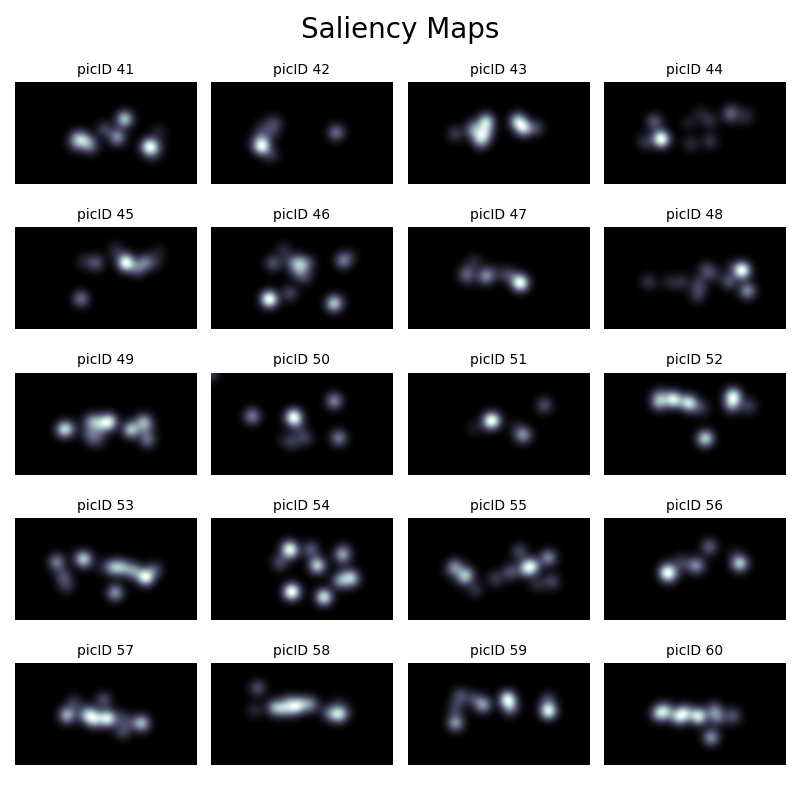 Saliency Maps
picID 41 picID 42 picID 43 picID 44
picID 45 picID 46 picID 47 picID 48
picID 49 picID 50 picID 51 picID 52
picID 53 picID 54 picID 55 picID 56
picID 57 picID 58 picID 59 picID 60